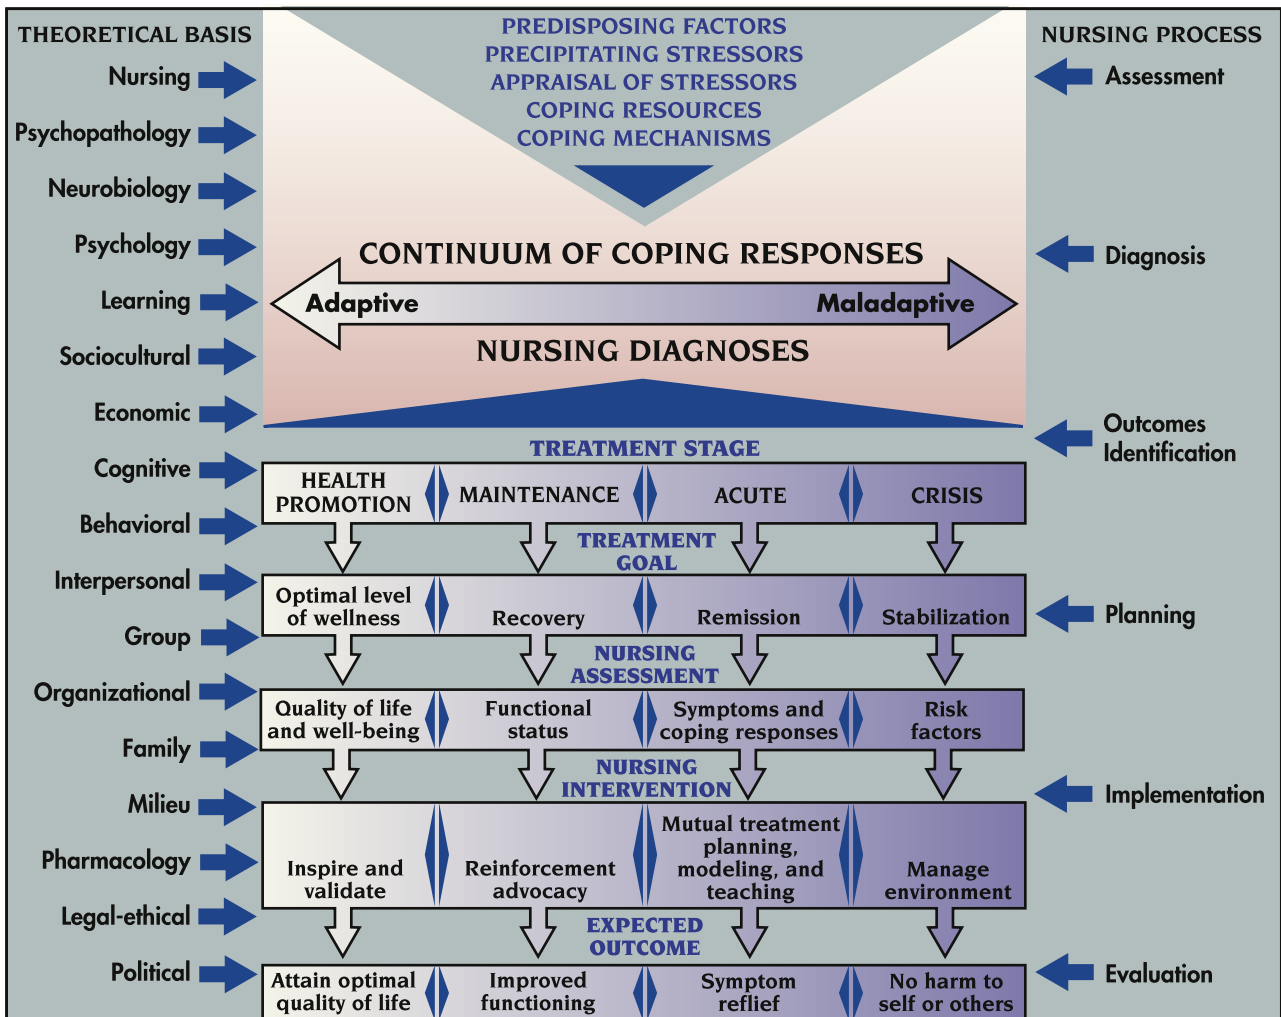 THEORETICAL BASIS
Nursing
Psychopathology
Neurobiology
Psychology
Learning
Sociocultural
Economic
Cognitive
Behavioral
Interpersonal
Group
Organizational
Family
Milieu
Pharmacology
Legal-ethical
Political
PREDISPOSING FACTORS
PRECIPITATING STRESSORS
APPRAISAL OF STRESSORS
COPING RESOURCES
COPING MECHANISMS
CONTINUUM OF COPING RESPONSES
Adaptive
Maladaptive
NURSING DIAGNOSES
TREATMENT STAGE
HEALTH
PROMOTION
MAINTENANCE
ACUTE
CRISIS
TREATMENT
GOAL
Optimal level
of wellness
Recovery
Remission
Stabilization
NURSING
ASSESSMENT
Quality of life
and well-being
Functional
status
Symptoms and
coping responses
Risk
factors
NURSING
INTERVENTION
Inspire and
validate
Reinforcement
advocacy
Mutual treatment
planning,
modeling, and
teaching
Manage
environment
EXPECTED
OUTCOME
Attain optimal
quality of life
Improved
functioning
Symptom
reflief
No harm to
self or others
NURSING PROCESS
Assessment
Diagnosis
Outcomes
Identification
Planning
Implementation
Evaluation